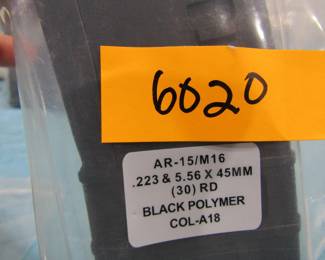 6020
AR-15/M16
.223 & 5.56 X 45MM
(30) RD
BLACK POLYMER
COL-A18